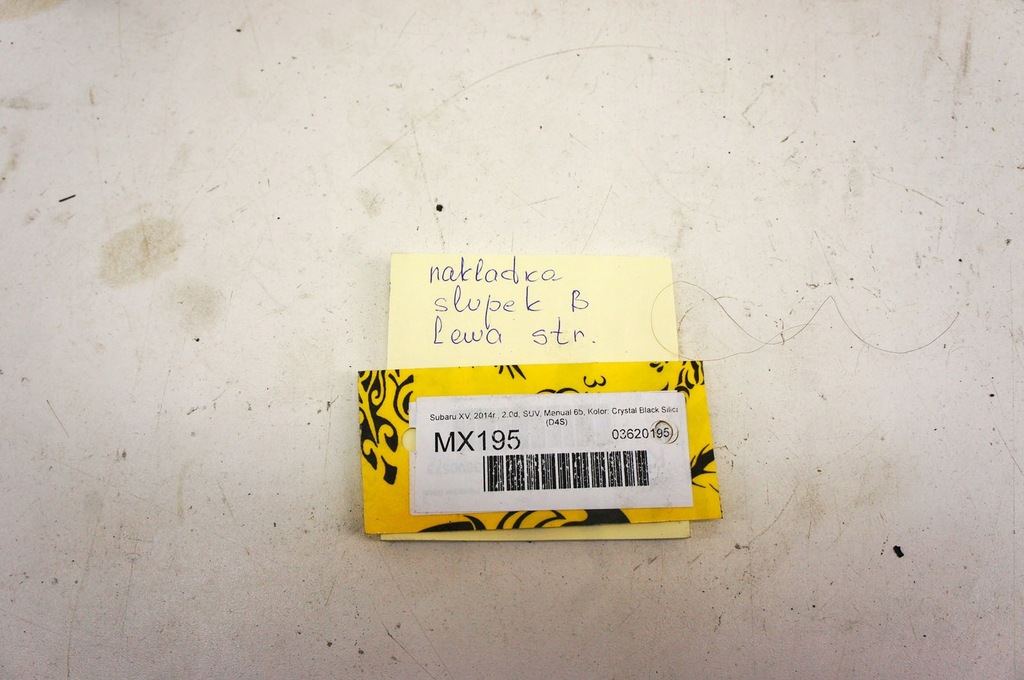 nakladka
slupek B
Lewa str.
Subaru XV, 2014r., 2.0d, SUV, Manual 6b, Kolor: Crystal Black Silica
(D4S)
MX195
03620195